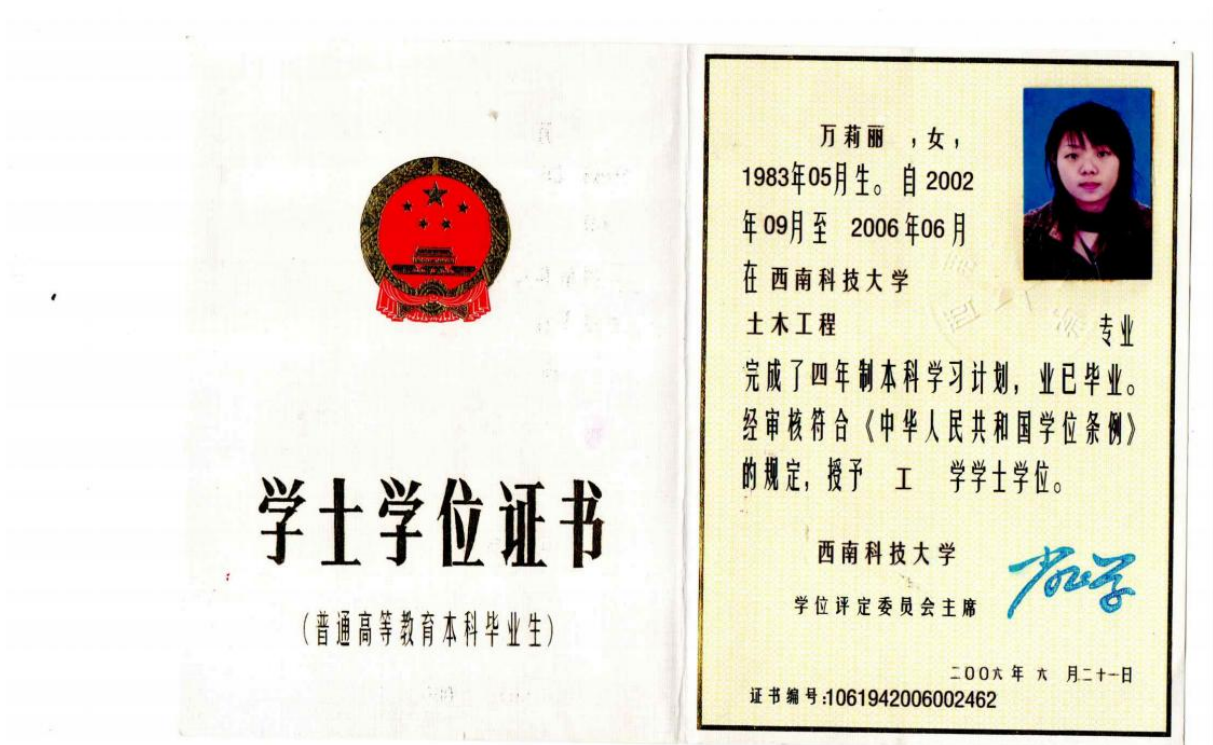 学士学位证书
(普通高等教育本科毕业生)
万莉丽 ,女,
1983年05月生。自 2002
年09月至 2006年06月
在 西南科技大学
土木工程 专业
完成了四年制本科学习计划, 业已毕业。
经审核符合《中华人民共和国学位条例》
的规定, 授予 工 学学士学位。
西南科技大学
学位评定委员会主席
二00六年 六 月二十一日
证书编号:1061942006002462